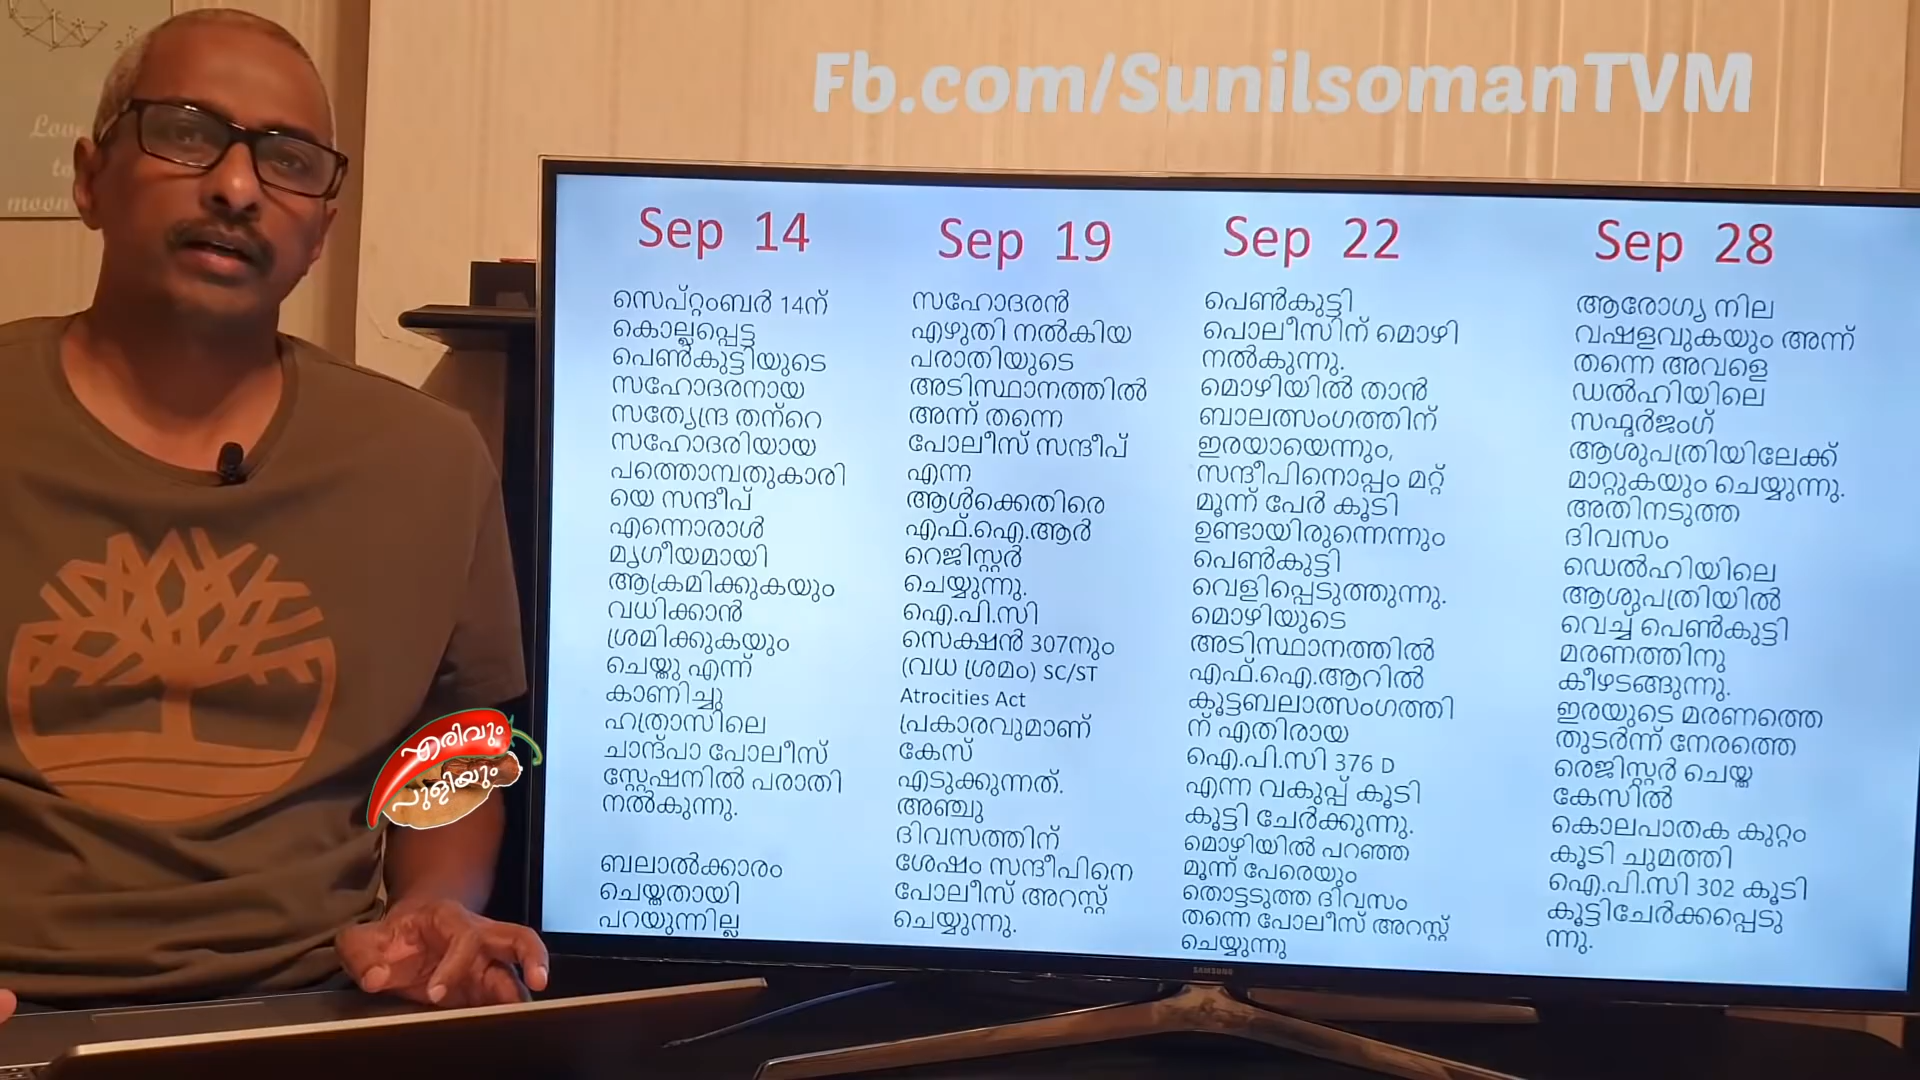 Love
to
moon
Fb.com/SunilsomanTVM
Sep 14
സെപ്റ്റംബർ 14ന്
കൊല്ലപ്പെട്ട
പെൺകുട്ടിയുടെ
സഹോദരനായ
സത്യേന്ദ്ര തന്റെ
സഹോദരിയായ
പത്തൊമ്പതുകാരി
യെ സന്ദീപ്
എന്നൊരാൾ
മൃഗീയമായി
ആക്രമിക്കുകയും
വധിക്കാൻ
ശ്രമിക്കുകയും
ചെയ്തു എന്ന്
കാണിച്ചു
ഹത്രാസിലെ
ചാന്ദ്പാ പോലീസ്
സ്റ്റേഷനിൽ പരാതി
നൽകുന്നു.
ബലാൽക്കാരം
ചെയ്തതായി
പറയുന്നില്ല
Sep 19
സഹോദരൻ
എഴുതി നൽകിയ
പരാതിയുടെ
അടിസ്ഥാനത്തിൽ
അന്ന് തന്നെ
പോലീസ് സന്ദീപ്
എന്ന
ആൾക്കെതിരെ
എഫ്.ഐ.ആർ
റെജിസ്റ്റർ
ചെയ്യുന്നു.
ഐ.പി.സി
സെക്ഷൻ 307നും
(വധ ശ്രമം) SC/ST
Atrocities Act
പ്രകാരവുമാണ്
കേസ്
എടുക്കുന്നത്.
അഞ്ചു
ദിവസത്തിന്
ശേഷം സന്ദീപിനെ
പോലീസ് അറസ്റ്റ്
ചെയ്യുന്നു.
Sep 22
പെൺകുട്ടി
പൊലീസിന് മൊഴി
നൽകുന്നു.
മൊഴിയിൽ താൻ
ബാലത്സംഗത്തിന്
ഇരയായെന്നും,
സന്ദീപിനൊപ്പം മറ്റ്
മൂന്ന് പേർ കൂടി
ഉണ്ടായിരുന്നെന്നും
പെൺകുട്ടി
വെളിപ്പെടുത്തുന്നു.
മൊഴിയുടെ
അടിസ്ഥാനത്തിൽ
എഫ്.ഐ.ആറിൽ
കൂട്ടബലാത്സംഗത്തി
ന് എതിരായ
ഐ.പി.സി 376 D
എന്ന വകുപ്പ് കൂടി
കൂട്ടി ചേർക്കുന്നു.
മൊഴിയിൽ പറഞ്ഞ
മൂന്ന് പേരെയും
തൊട്ടടുത്ത ദിവസം
തന്നെ പോലീസ് അറസ്റ്റ്
ചെയ്യുന്നു
Sep 28
ആരോഗ്യ നില
വഷളവുകയും അന്ന്
തന്നെ അവളെ
ഡൽഹിയിലെ
സഫ്ദർജംഗ്
ആശുപത്രിയിലേക്ക്
മാറ്റുകയും ചെയ്യുന്നു.
അതിനടുത്ത
ദിവസം
ഡെൽഹിയിലെ
ആശുപത്രിയിൽ
വെച്ച് പെൺകുട്ടി
മരണത്തിനു
കീഴടങ്ങുന്നു.
ഇരയുടെ മരണത്തെ
തുടർന്ന് നേരത്തെ
രെജിസ്റ്റർ ചെയ്ത
കേസിൽ
കൊലപാതക കുറ്റം
കൂടി ചുമത്തി
ഐ.പി.സി 302 കൂടി
കൂട്ടിചേർക്കപ്പെടു
ന്നു.
എരിവും
പുളിയും
SAMSUNG